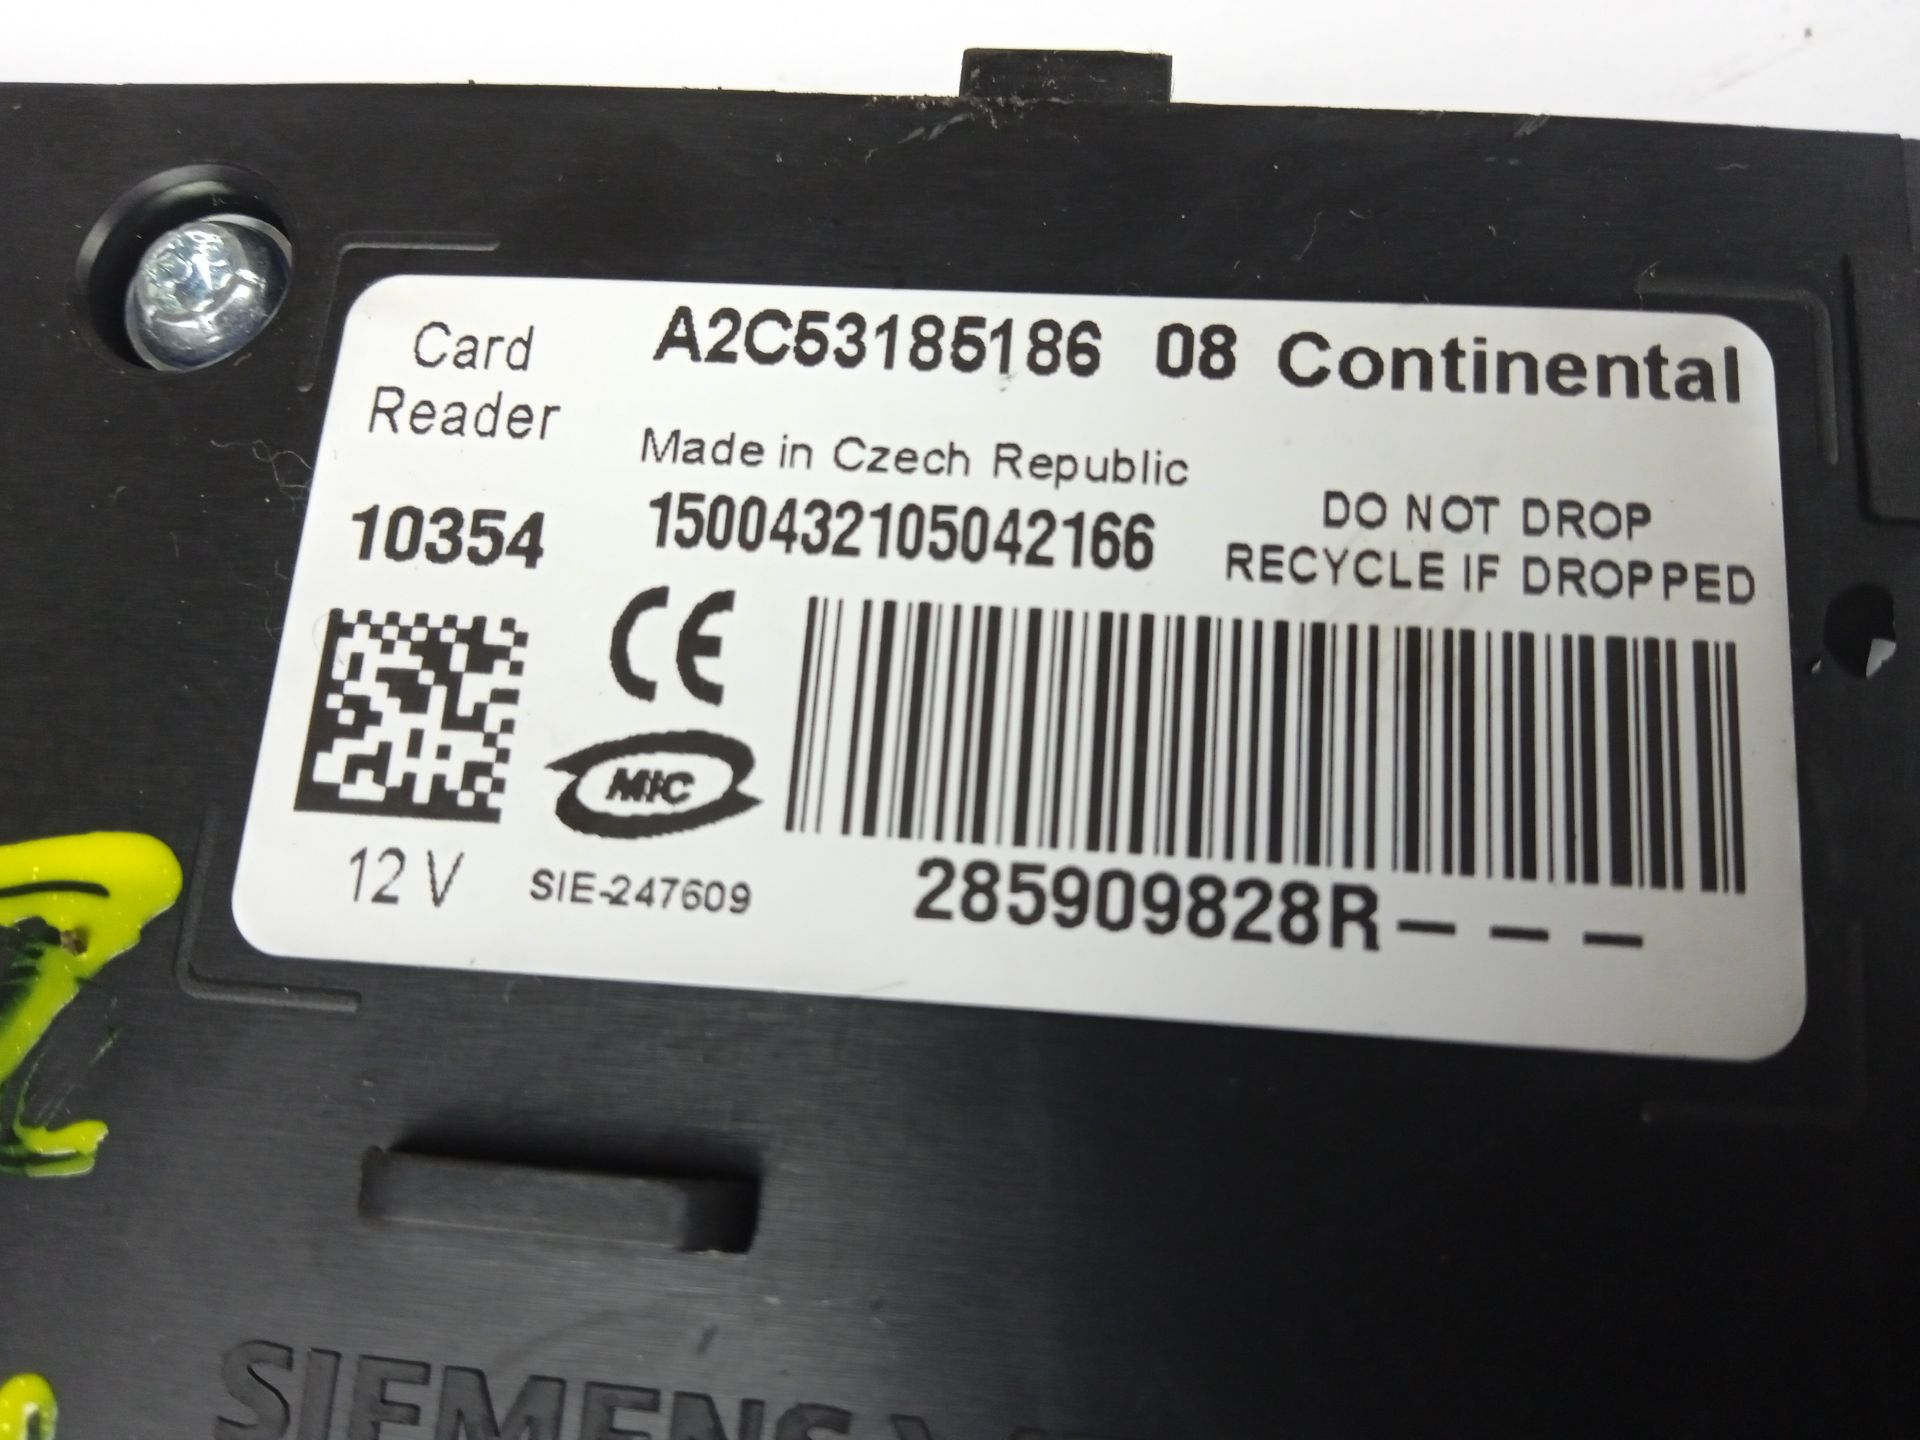 Card
Reader
A2C53185186 08 Continental
Made in Czech Republic
10354
1500432105042166
DO NOT DROP
RECYCLE IF DROPPED
CE
MIC
12 V
SIE-247609
285909828R---
SIEMENS